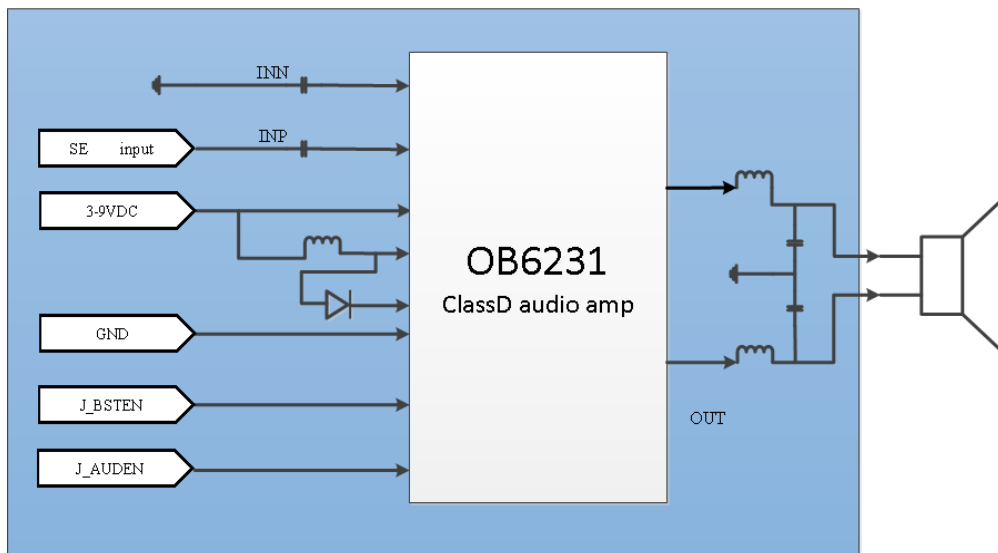 INN
SE input
INP
3-9VDC
OB6231
ClassD audio amp
GND
J_BSTEN
OUT
J_AUDEN